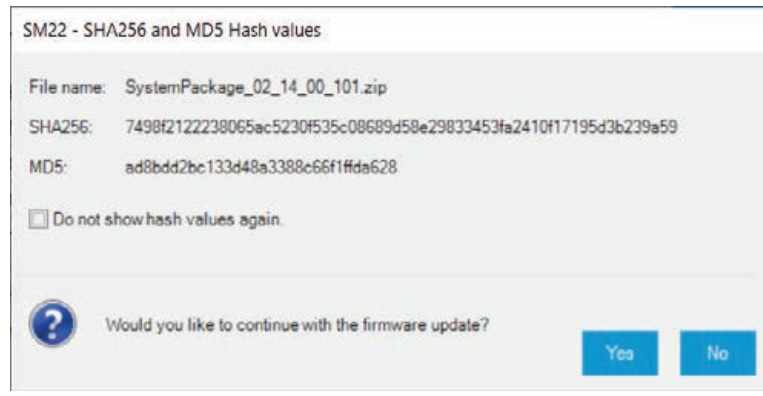 SM22 - SHA256 and MD5 Hash values
File name: SystemPackage_02_14_00_101.zip
SHA256: 7498f2122238065ac5230f535c08689d58e29833453fa2410f17195d3b239a59
MD5: ad8bdd2bc133d48a3388c66f1ffda628
Do not show hash values again.
Would you like to continue with the firmware update?
Yes No